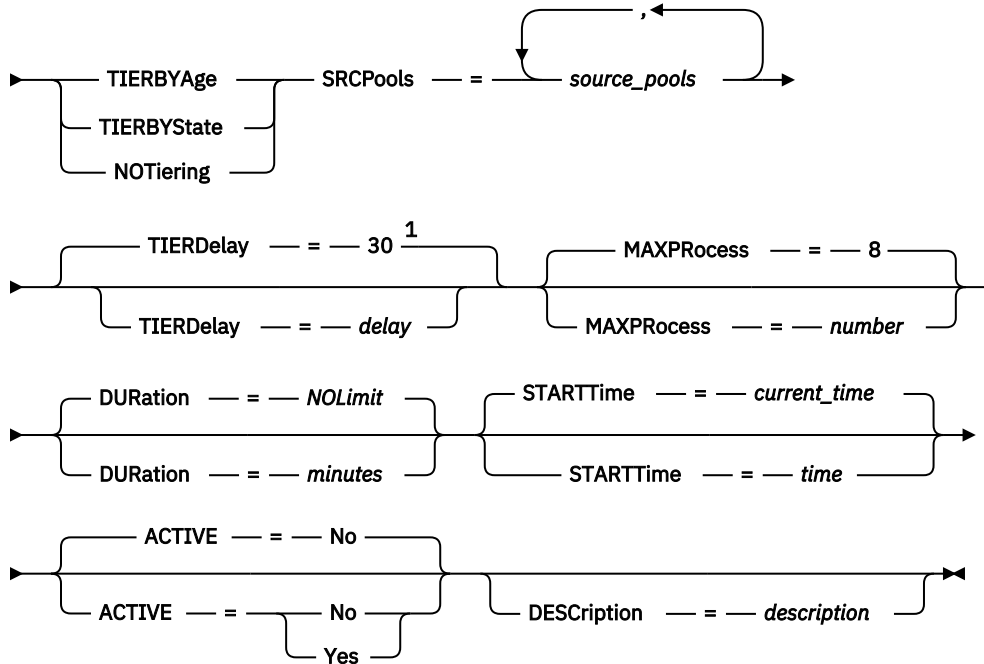 ,
TIERBYAge SRCPools = source_pools
TIERBYState
NOTiering
TIERDelay = 30 1
MAXPRocess = 8
TIERDelay = delay
MAXPRocess = number
DURation = NOLimit
STARTTime = current_time
DURation = minutes
STARTTime = time
ACTIVE = No
ACTIVE = No
DESCription = description
Yes